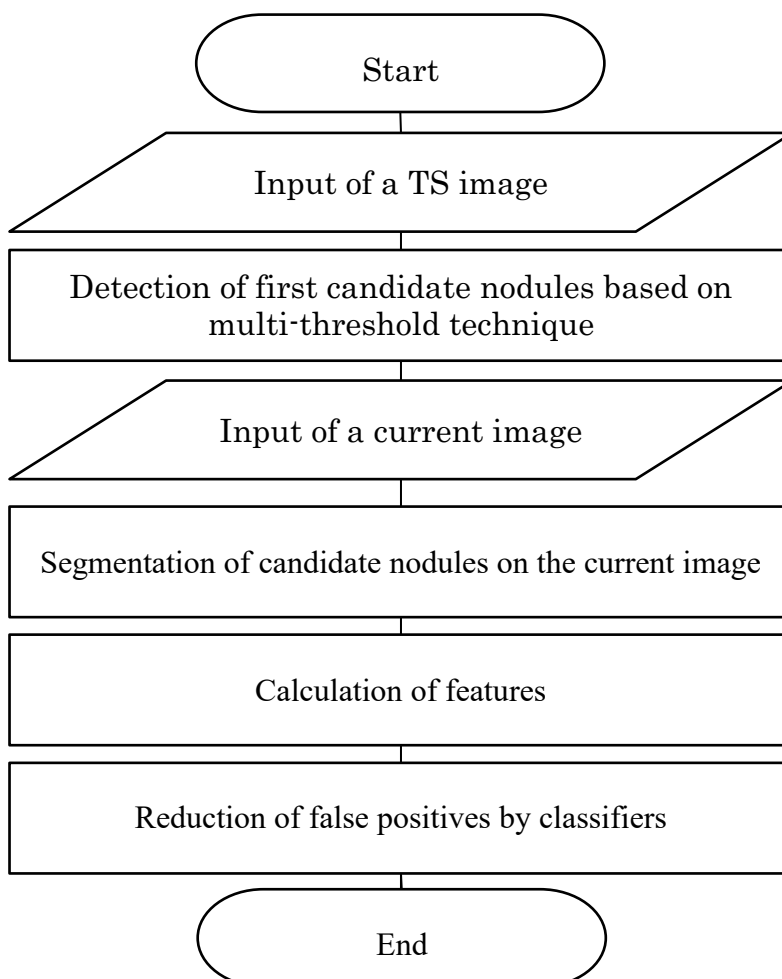 Start
Input of a TS image
Detection of first candidate nodules based on
multi-threshold technique
Input of a current image
Segmentation of candidate nodules on the current image
Calculation of features
Reduction of false positives by classifiers
End